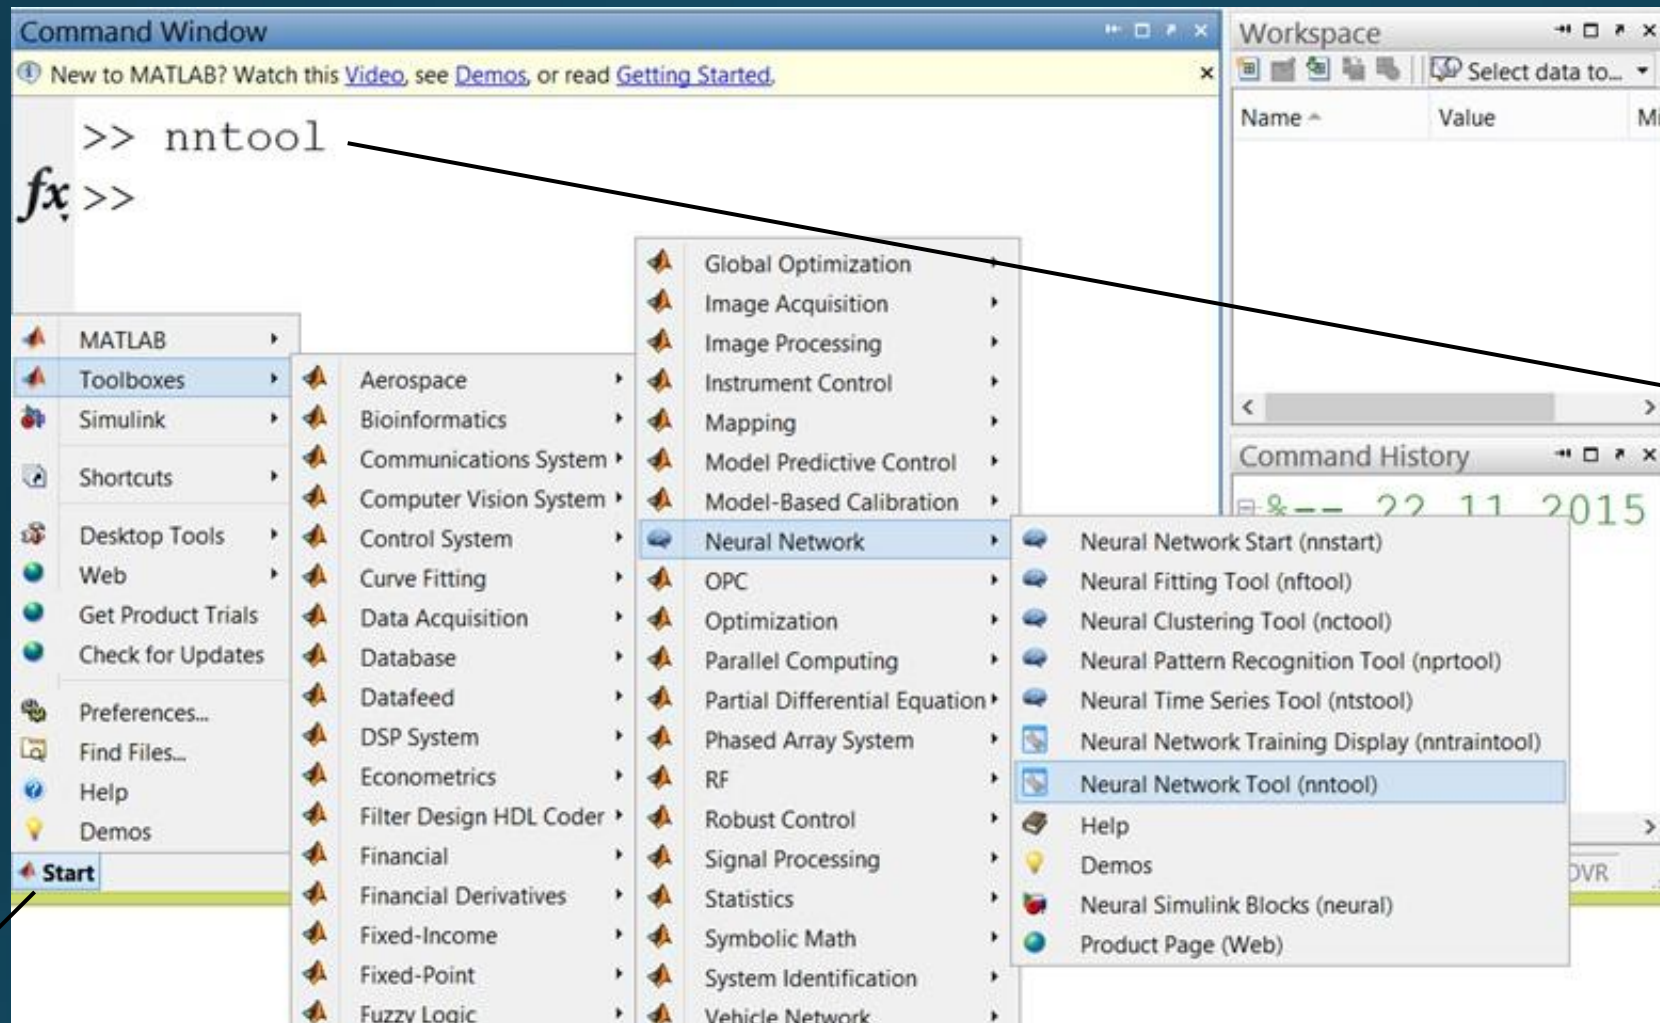 Command Window
New to MATLAB? Watch this Video, see Demos, or read Getting Started.
>> nntool
fx >>
Workspace
Select data to...
Name
Value
Mi
Command History
%-- 22 11 2015
MATLAB
Toolboxes
Simulink
Shortcuts
Desktop Tools
Web
Get Product Trials
Check for Updates
Preferences...
Find Files...
Help
Demos
Start
Aerospace
Bioinformatics
Communications System
Computer Vision System
Control System
Curve Fitting
Data Acquisition
Database
Datafeed
DSP System
Econometrics
Filter Design HDL Coder
Financial
Financial Derivatives
Fixed-Income
Fixed-Point
Fuzzy Logic
Global Optimization
Image Acquisition
Image Processing
Instrument Control
Mapping
Model Predictive Control
Model-Based Calibration
Neural Network
OPC
Optimization
Parallel Computing
Partial Differential Equation
Phased Array System
RF
Robust Control
Signal Processing
Statistics
Symbolic Math
System Identification
Vehicle Network
Neural Network Start (nnstart)
Neural Fitting Tool (nftool)
Neural Clustering Tool (nctool)
Neural Pattern Recognition Tool (nprtool)
Neural Time Series Tool (ntstool)
Neural Network Training Display (nntraintool)
Neural Network Tool (nntool)
Help
Demos
Neural Simulink Blocks (neural)
Product Page (Web)
OVR